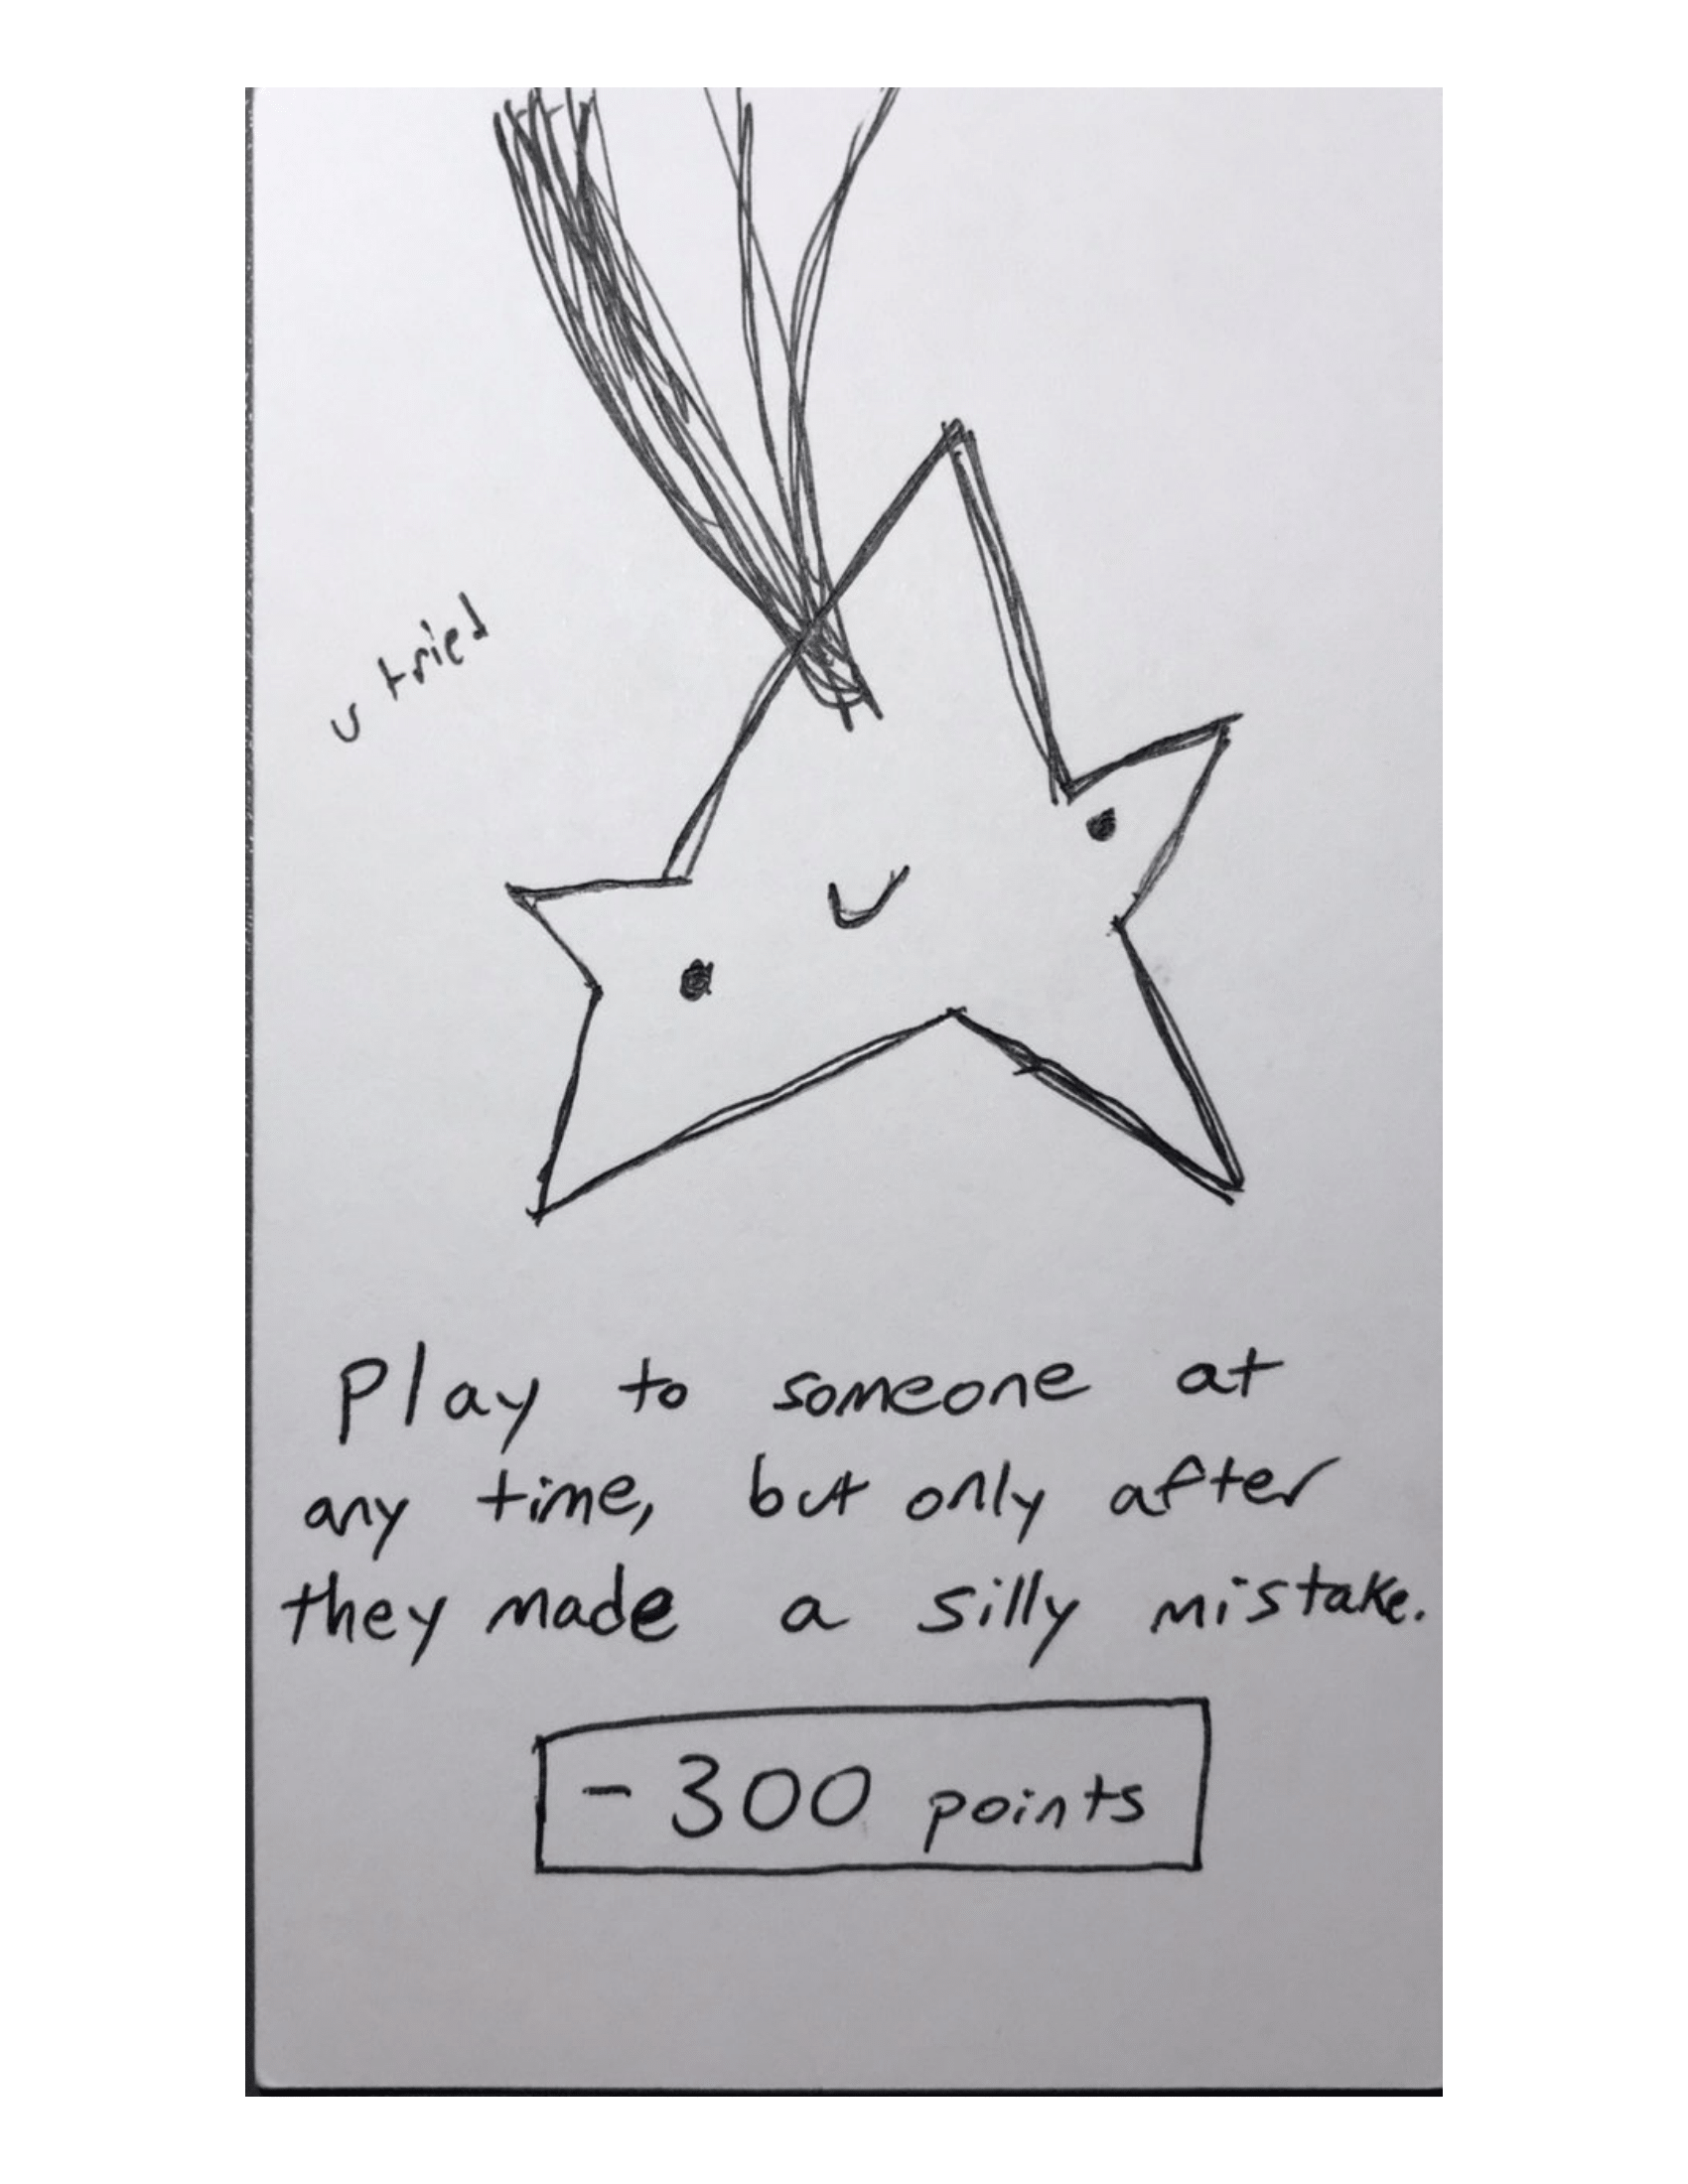 u tried
Play to someone at
any time, but only after
they made a silly mistake.
- 300 points